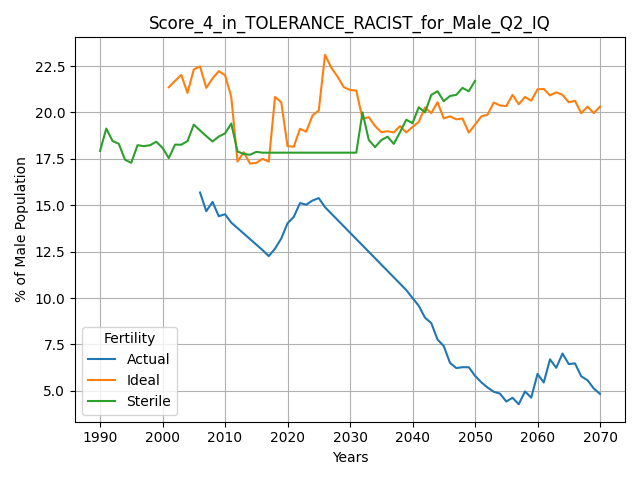 Score_4_in_TOLERANCE_RACIST_for_Male_Q2_IQ
% of Male Population
22.5
20.0
17.5
15.0
12.5
10.0
7.5
5.0
Fertility
Actual
Ideal
Sterile
1990 2000 2010 2020 2030 2040 2050 2060 2070
Years